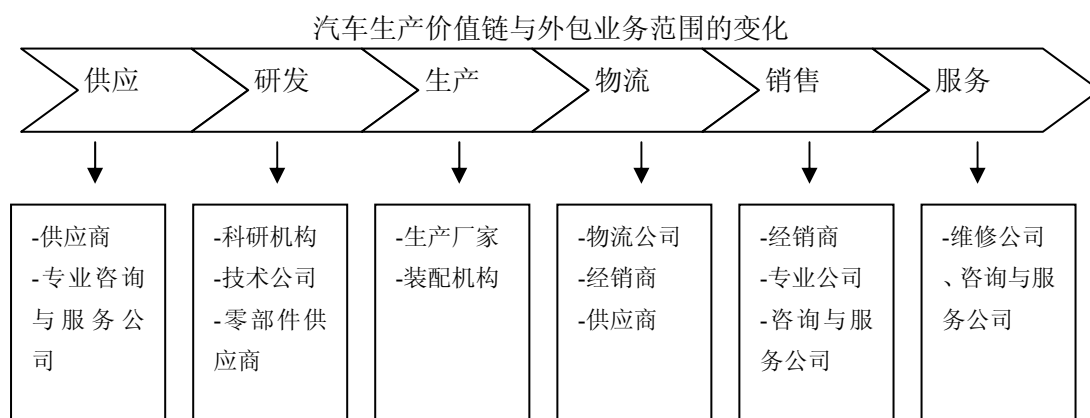 汽车生产价值链与外包业务范围的变化
供应
研发
生产
物流
销售
服务
-供应商
-专业咨询
与服务公
司
-科研机构
-技术公司
-零部件供
应商
-生产厂家
-装配机构
-物流公司
-经销商
-供应商
-经销商
-专业公司
-咨询与服
务公司
-维修公司
、咨询与服
务公司